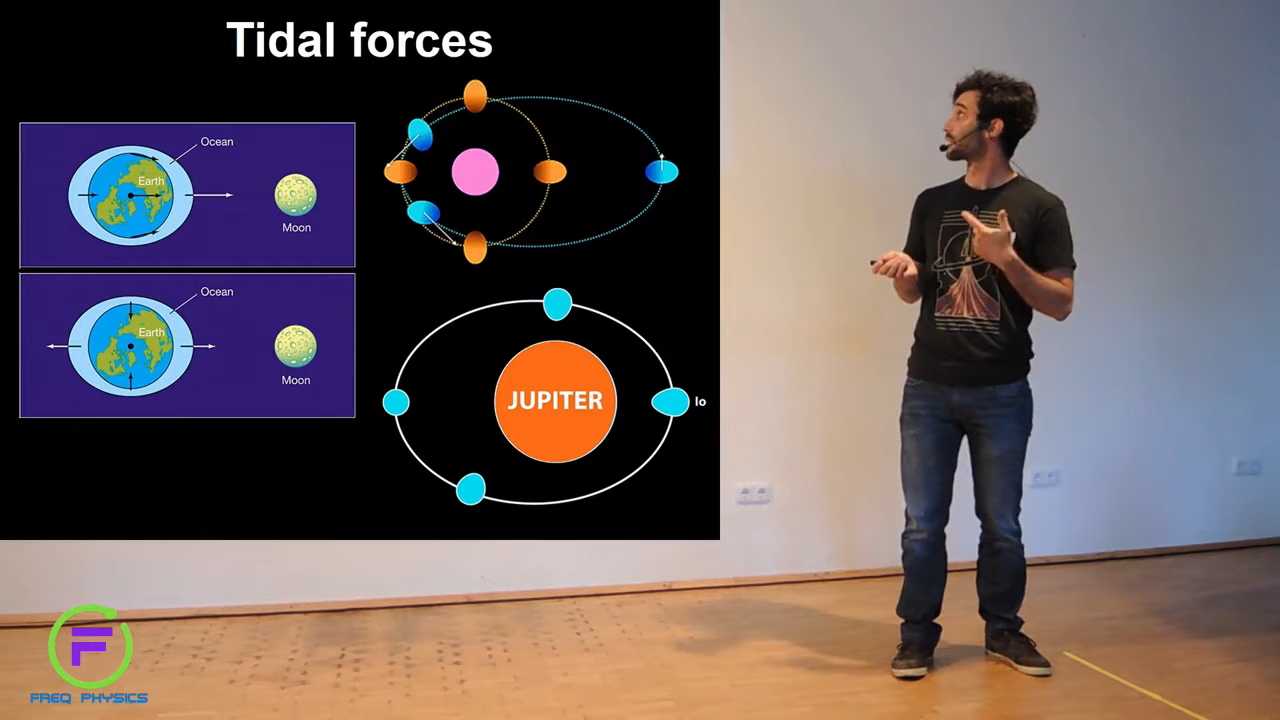 Tidal forces
Ocean
Earth
Moon
Ocean
Earth
Moon
JUPITER
Io
F
FREQ PHYSICS